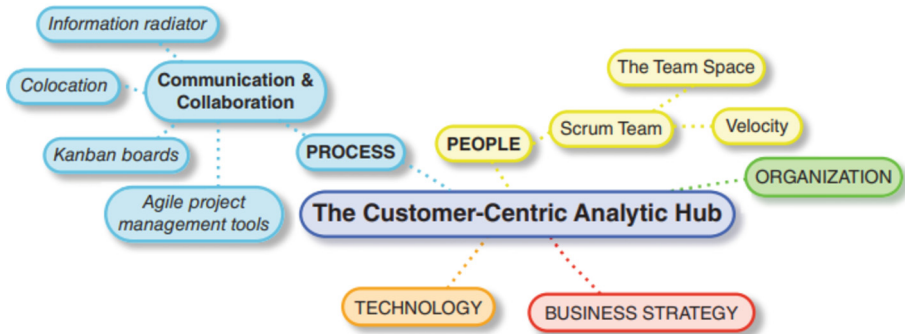 Information radiator
Colocation
Communication &
Collaboration
Kanban boards
Agile project
management tools
PROCESS
PEOPLE
Scrum Team
The Team Space
Velocity
ORGANIZATION
The Customer-Centric Analytic Hub
TECHNOLOGY
BUSINESS STRATEGY